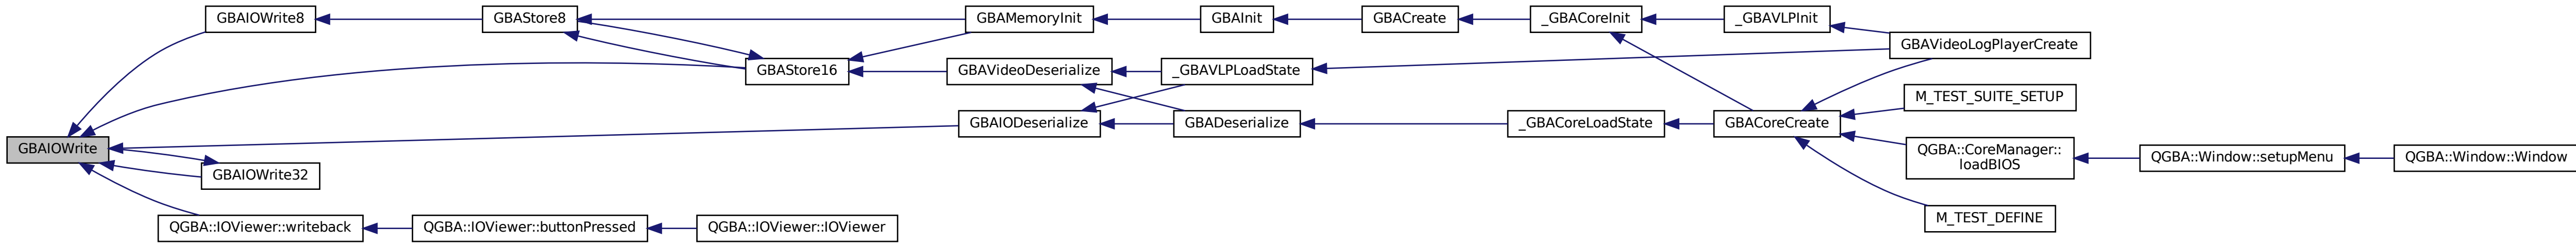 GBAIOWrite8
GBAStore8
GBAMemoryInit
GBAInit
GBACreate
_GBACoreInit
_GBAVLPInit
GBAVideoLogPlayerCreate
GBAStore16
GBAVideoDeserialize
_GBAVLPLoadState
M_TEST_SUITE_SETUP
GBAIODeserialize
GBADeserialize
_GBACoreLoadState
GBACoreCreate
GBAIOWrite
QGBA::CoreManager::
loadBIOS
QGBA::Window::setupMenu
QGBA::Window::Window
GBAIOWrite32
M_TEST_DEFINE
QGBA::IOViewer::writeback
QGBA::IOViewer::buttonPressed
QGBA::IOViewer::IOViewer